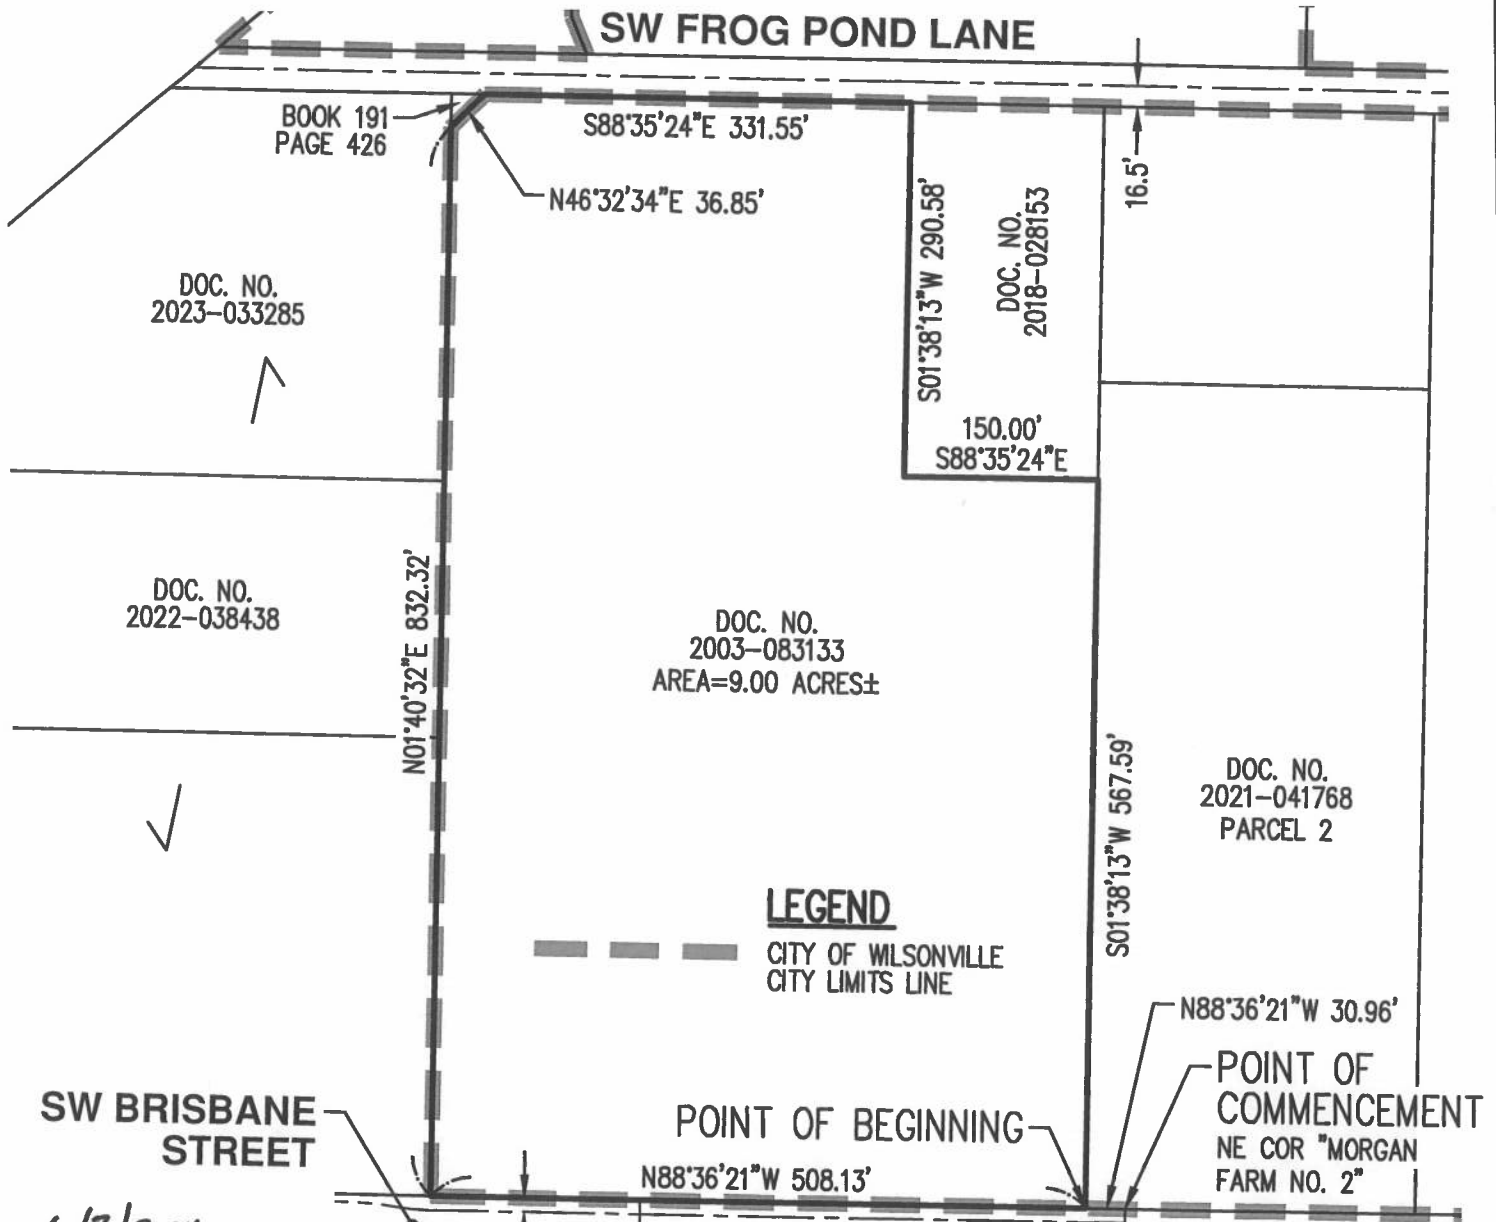 SW FROG POND LANE
BOOK 191
PAGE 426
S88°35'24"E 331.55'
N46°32'34"E 36.85'
16.5'
S01°38'13"W 290.58'
DOC. NO.
2018-028153
DOC. NO.
2023-033285
150.00'
S88°35'24"E
N01°40'32"E 832.32'
DOC. NO.
2022-038438
DOC. NO.
2003-083133
AREA=9.00 ACRES±
S01°38'13"W 567.59'
DOC. NO.
2021-041768
PARCEL 2
LEGEND
CITY OF WILSONVILLE
CITY LIMITS LINE
N88°36'21"W 30.96'
POINT OF
COMMENCEMENT
NE COR "MORGAN
FARM NO. 2"
SW BRISBANE
STREET
POINT OF BEGINNING
N88°36'21"W 508.13'